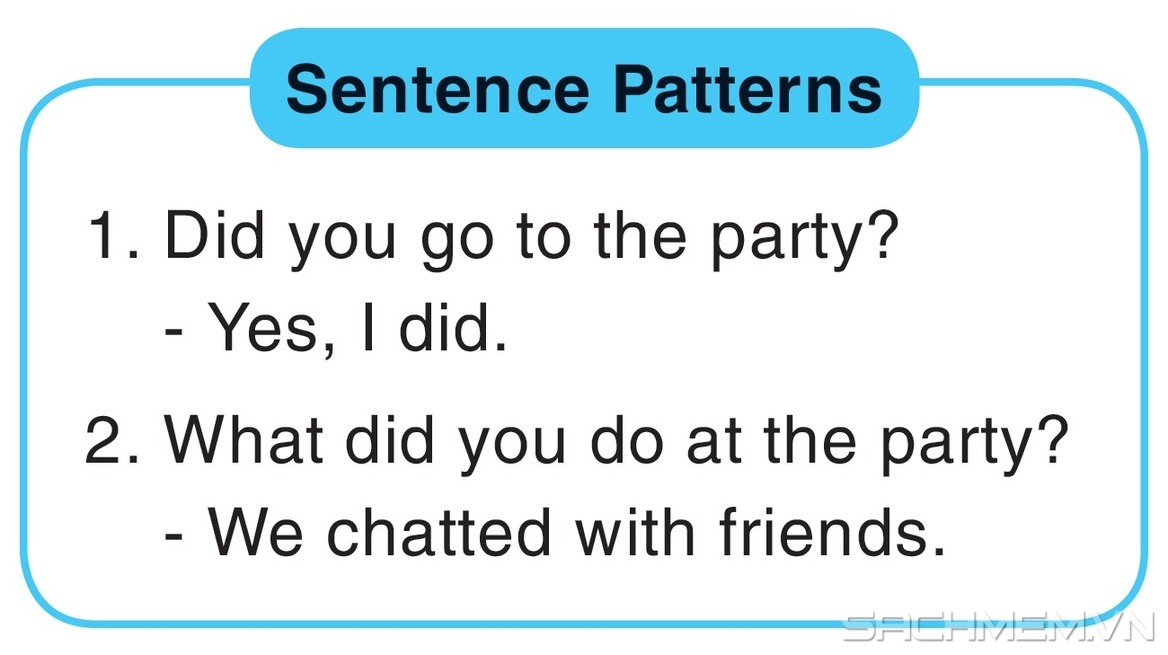 Sentence Patterns
1. Did you go to the party?
- Yes, I did.
2. What did you do at the party?
- We chatted with friends.
SACHMEM.VN